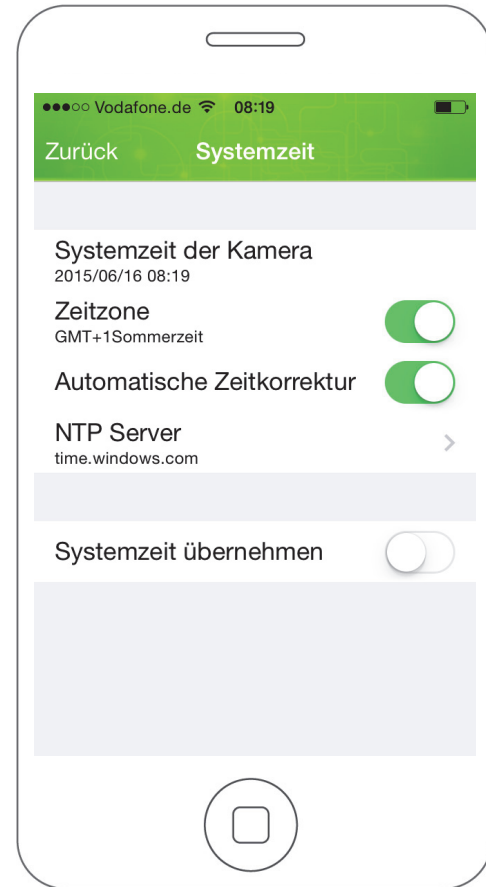 Vodafone.de 08:19
Zurück Systemzeit
Systemzeit der Kamera
2015/06/16 08:19
Zeitzone
GMT+1Sommerzeit
Automatische Zeitkorrektur
NTP Server
time.windows.com
Systemzeit übernehmen